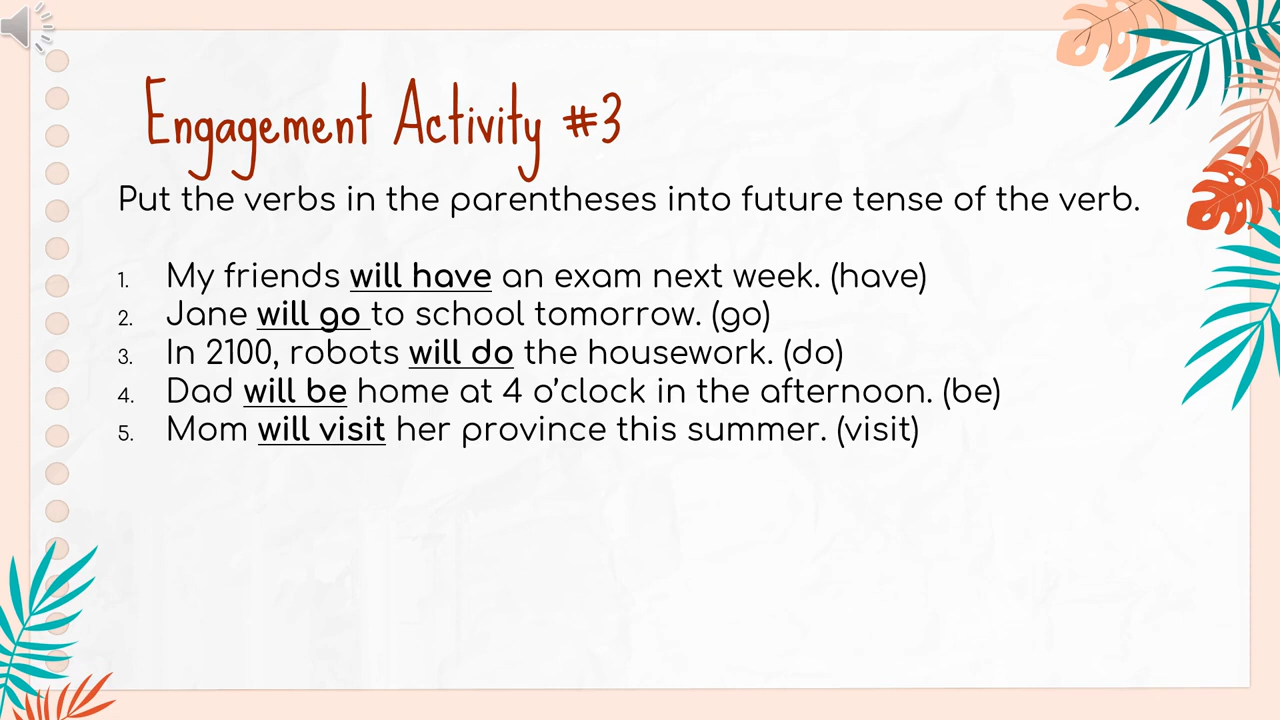 Engagement Activity #3
Put the verbs in the parentheses into future tense of the verb.
1. My friends will have an exam next week. (have)
2. Jane will go to school tomorrow. (go)
3. In 2100, robots will do the housework. (do)
4. Dad will be home at 4 o’clock in the afternoon. (be)
5. Mom will visit her province this summer. (visit)